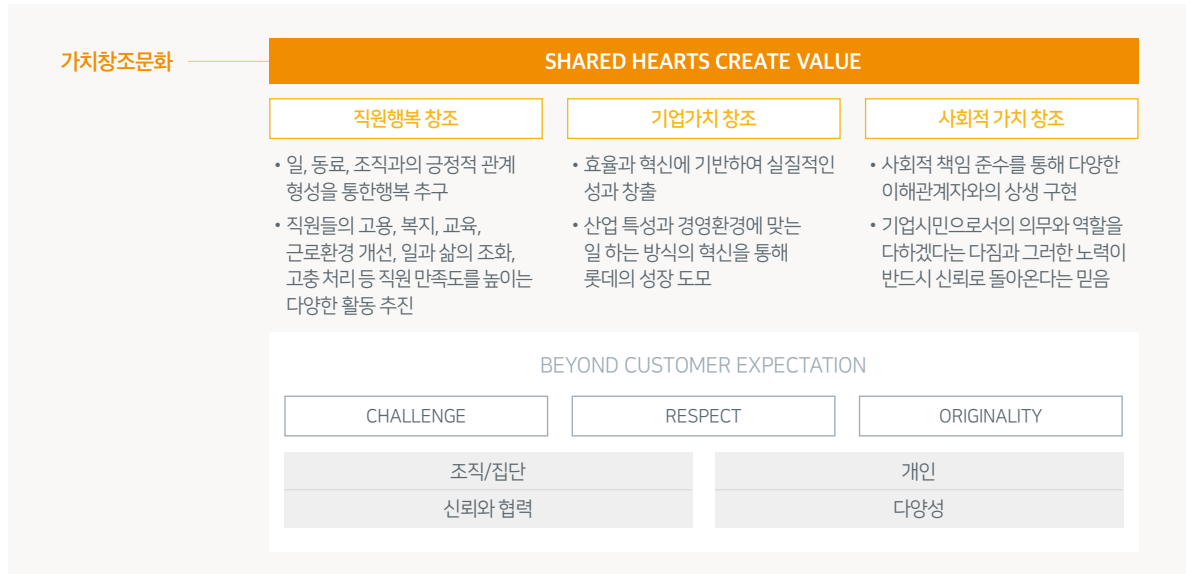 가치창조문화
SHARED HEARTS CREATE VALUE
직원행복 창조
• 일, 동료, 조직과의 긍정적 관계
형성을 통한행복 추구
• 직원들의 고용, 복지, 교육,
근로환경 개선, 일과 삶의 조화,
고충 처리 등 직원 만족도를 높이는
다양한 활동 추진
기업가치 창조
• 효율과 혁신에 기반하여 실질적인
성과 창출
• 산업 특성과 경영환경에 맞는
일 하는 방식의 혁신을 통해
롯데의 성장 도모
사회적 가치 창조
• 사회적 책임 준수를 통해 다양한
이해관계자와의 상생 구현
• 기업시민으로서의 의무와 역할을
다하겠다는 다짐과 그러한 노력이
반드시 신뢰로 돌아온다는 믿음
BEYOND CUSTOMER EXPECTATION
CHALLENGE
RESPECT
ORIGINALITY
조직/집단
신뢰와 협력
개인
다양성